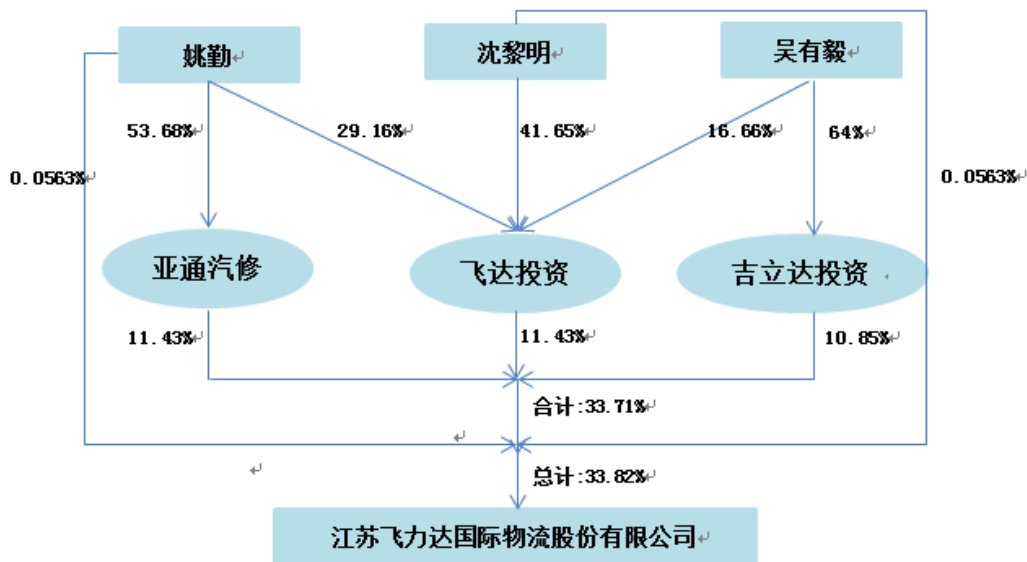 姚勤
沈黎明
吴有毅
53.68%
29.16%
41.65%
16.66%
64%
0.0563%
0.0563%
亚通汽修
飞达投资
吉立达投资
11.43%
11.43%
10.85%
合计:33.71%
总计:33.82%
江苏飞力达国际物流股份有限公司